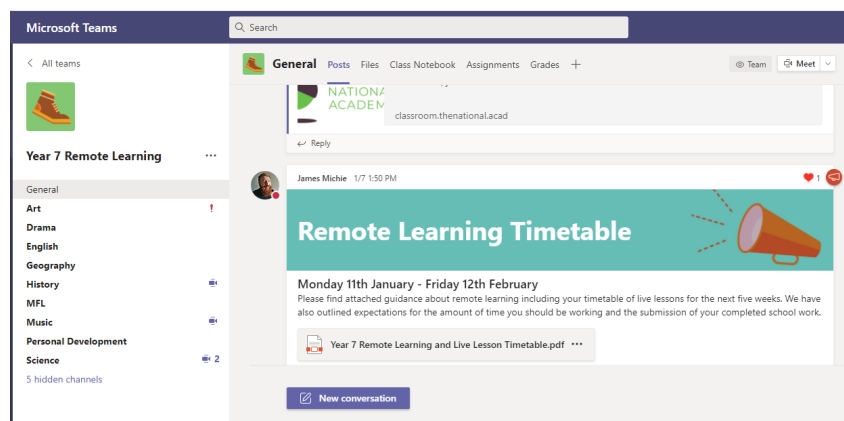 Microsoft Teams
Search
All teams
Year 7 Remote Learning
General
Art
!
Drama
English
Geography
History
MFL
Music
Personal Development
Science
2
5 hidden channels
General Posts Files Class Notebook Assignments Grades
Team Meet
NATIONA
ACADEM
classroom.thenational.acad
Reply
James Michie 1/7 1:50 PM
1
Remote Learning Timetable
Monday 11th January - Friday 12th February
Please find attached guidance about remote learning including your timetable of live lessons for the next five weeks. We have
also outlined expectations for the amount of time you should be working and the submission of your completed school work.
Year 7 Remote Learning and Live Lesson Timetable.pdf
New conversation